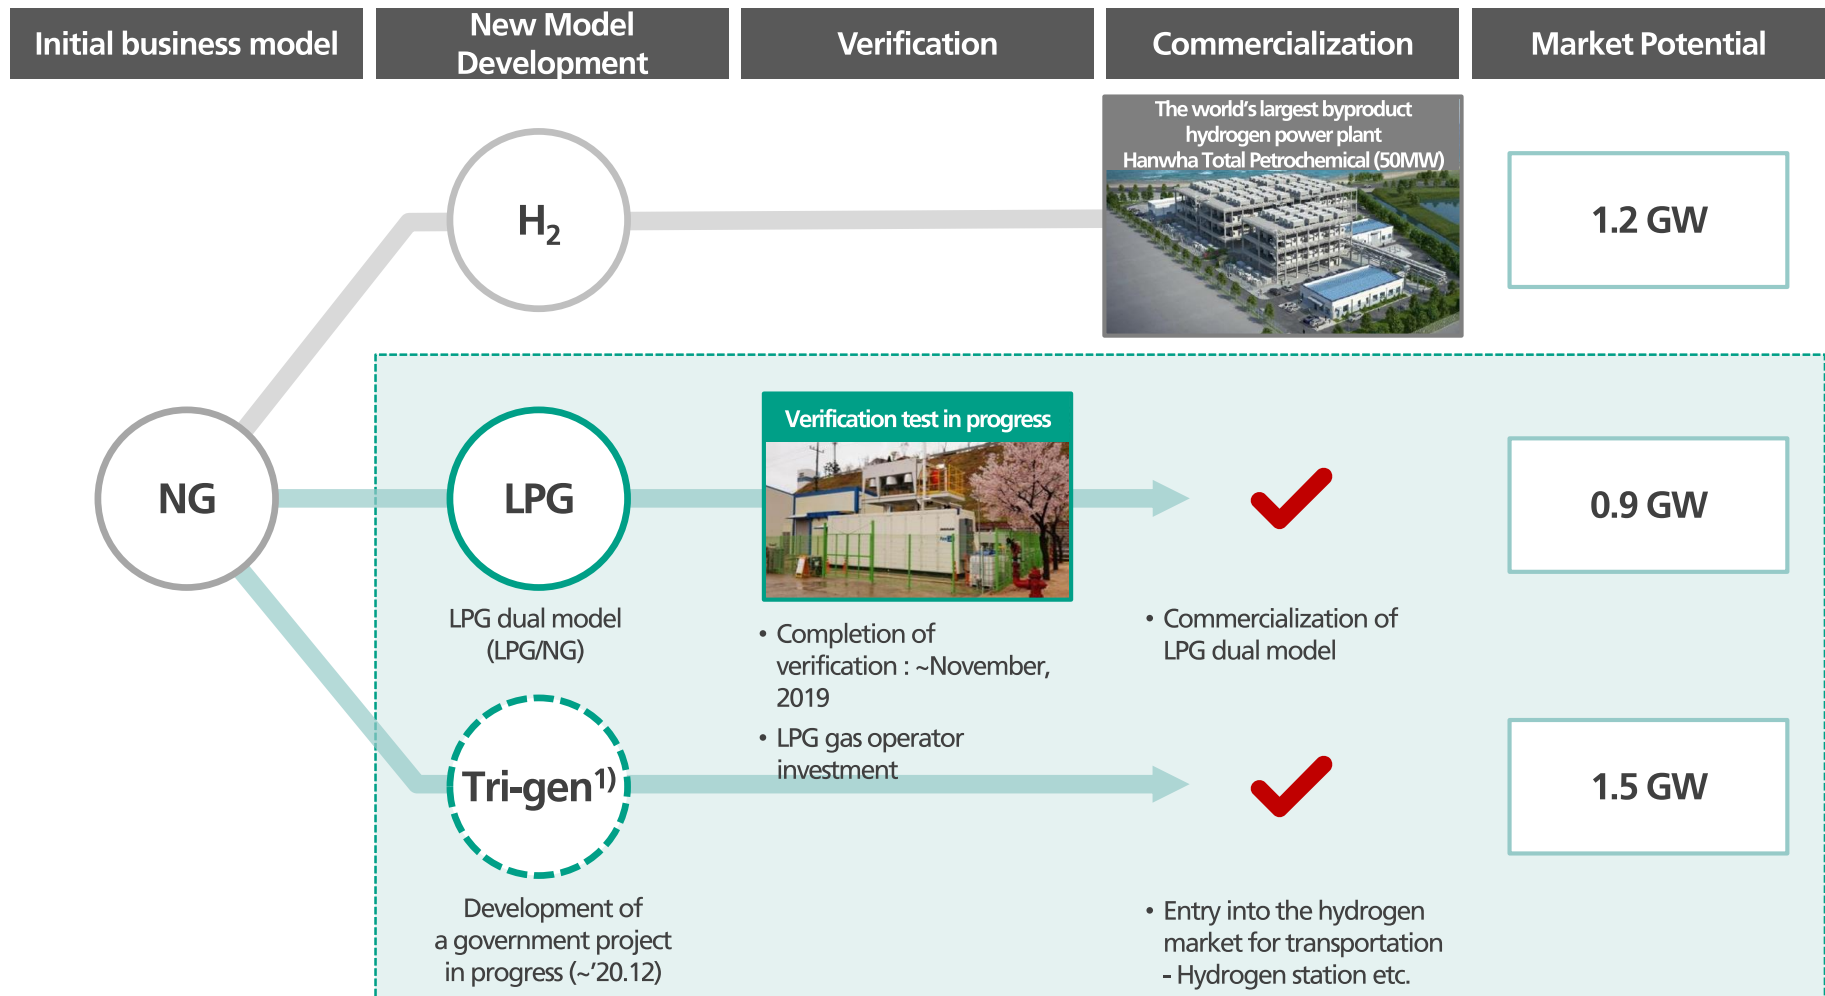 Initial business model
New Model
Development
Verification
Commercialization
Market Potential
The world's largest byproduct
hydrogen power plant
Hanwha Total Petrochemical (50MW)
H2
1.2 GW
NG
LPG
LPG dual model
(LPG/NG)
Verification test in progress
• Completion of
verification : ~November,
2019
• LPG gas operator
investment
• Commercialization of
LPG dual model
0.9 GW
Tri-gen1)
Development of
a government project
in progress (~'20.12)
• Entry into the hydrogen
market for transportation
- Hydrogen station etc.
1.5 GW